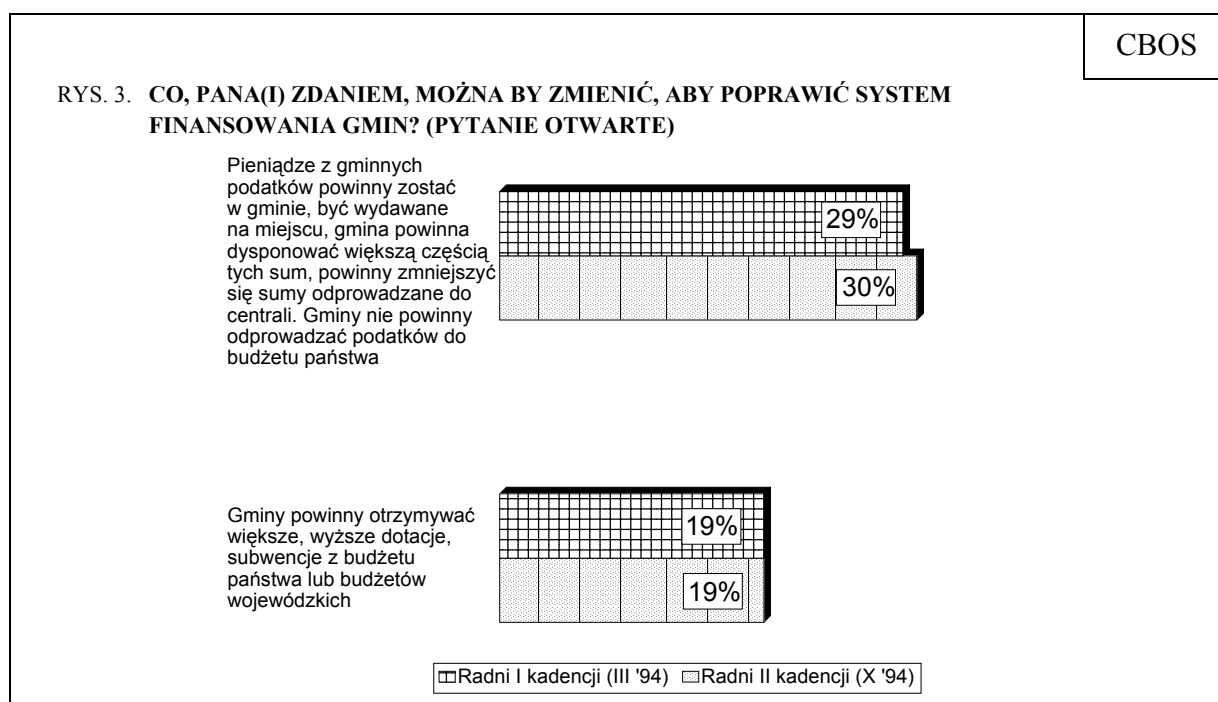 CBOS
RYS. 3. CO, PANA(I) ZDANIEM, MOŻNA BY ZMIENIĆ, ABY POPRAWIĆ SYSTEM
FINANSOWANIA GMIN? (PYTANIE OTWARTE)
Pieniądze z gminnych
podatków powinny zostać
w gminie, być wydawane
na miejscu, gmina powinna
dysponować większą częścią
tych sum, powinny zmniejszyć
się sumy odprowadzane do
centrali. Gminy nie powinny
odprowadzać podatków do
budżetu państwa
29%
30%
Gminy powinny otrzymywać
większe, wyższe dotacje,
subwencje z budżetu
państwa lub budżetów
wojewódzkich
19%
19%
Radni I kadencji (III '94) Radni II kadencji (X '94)